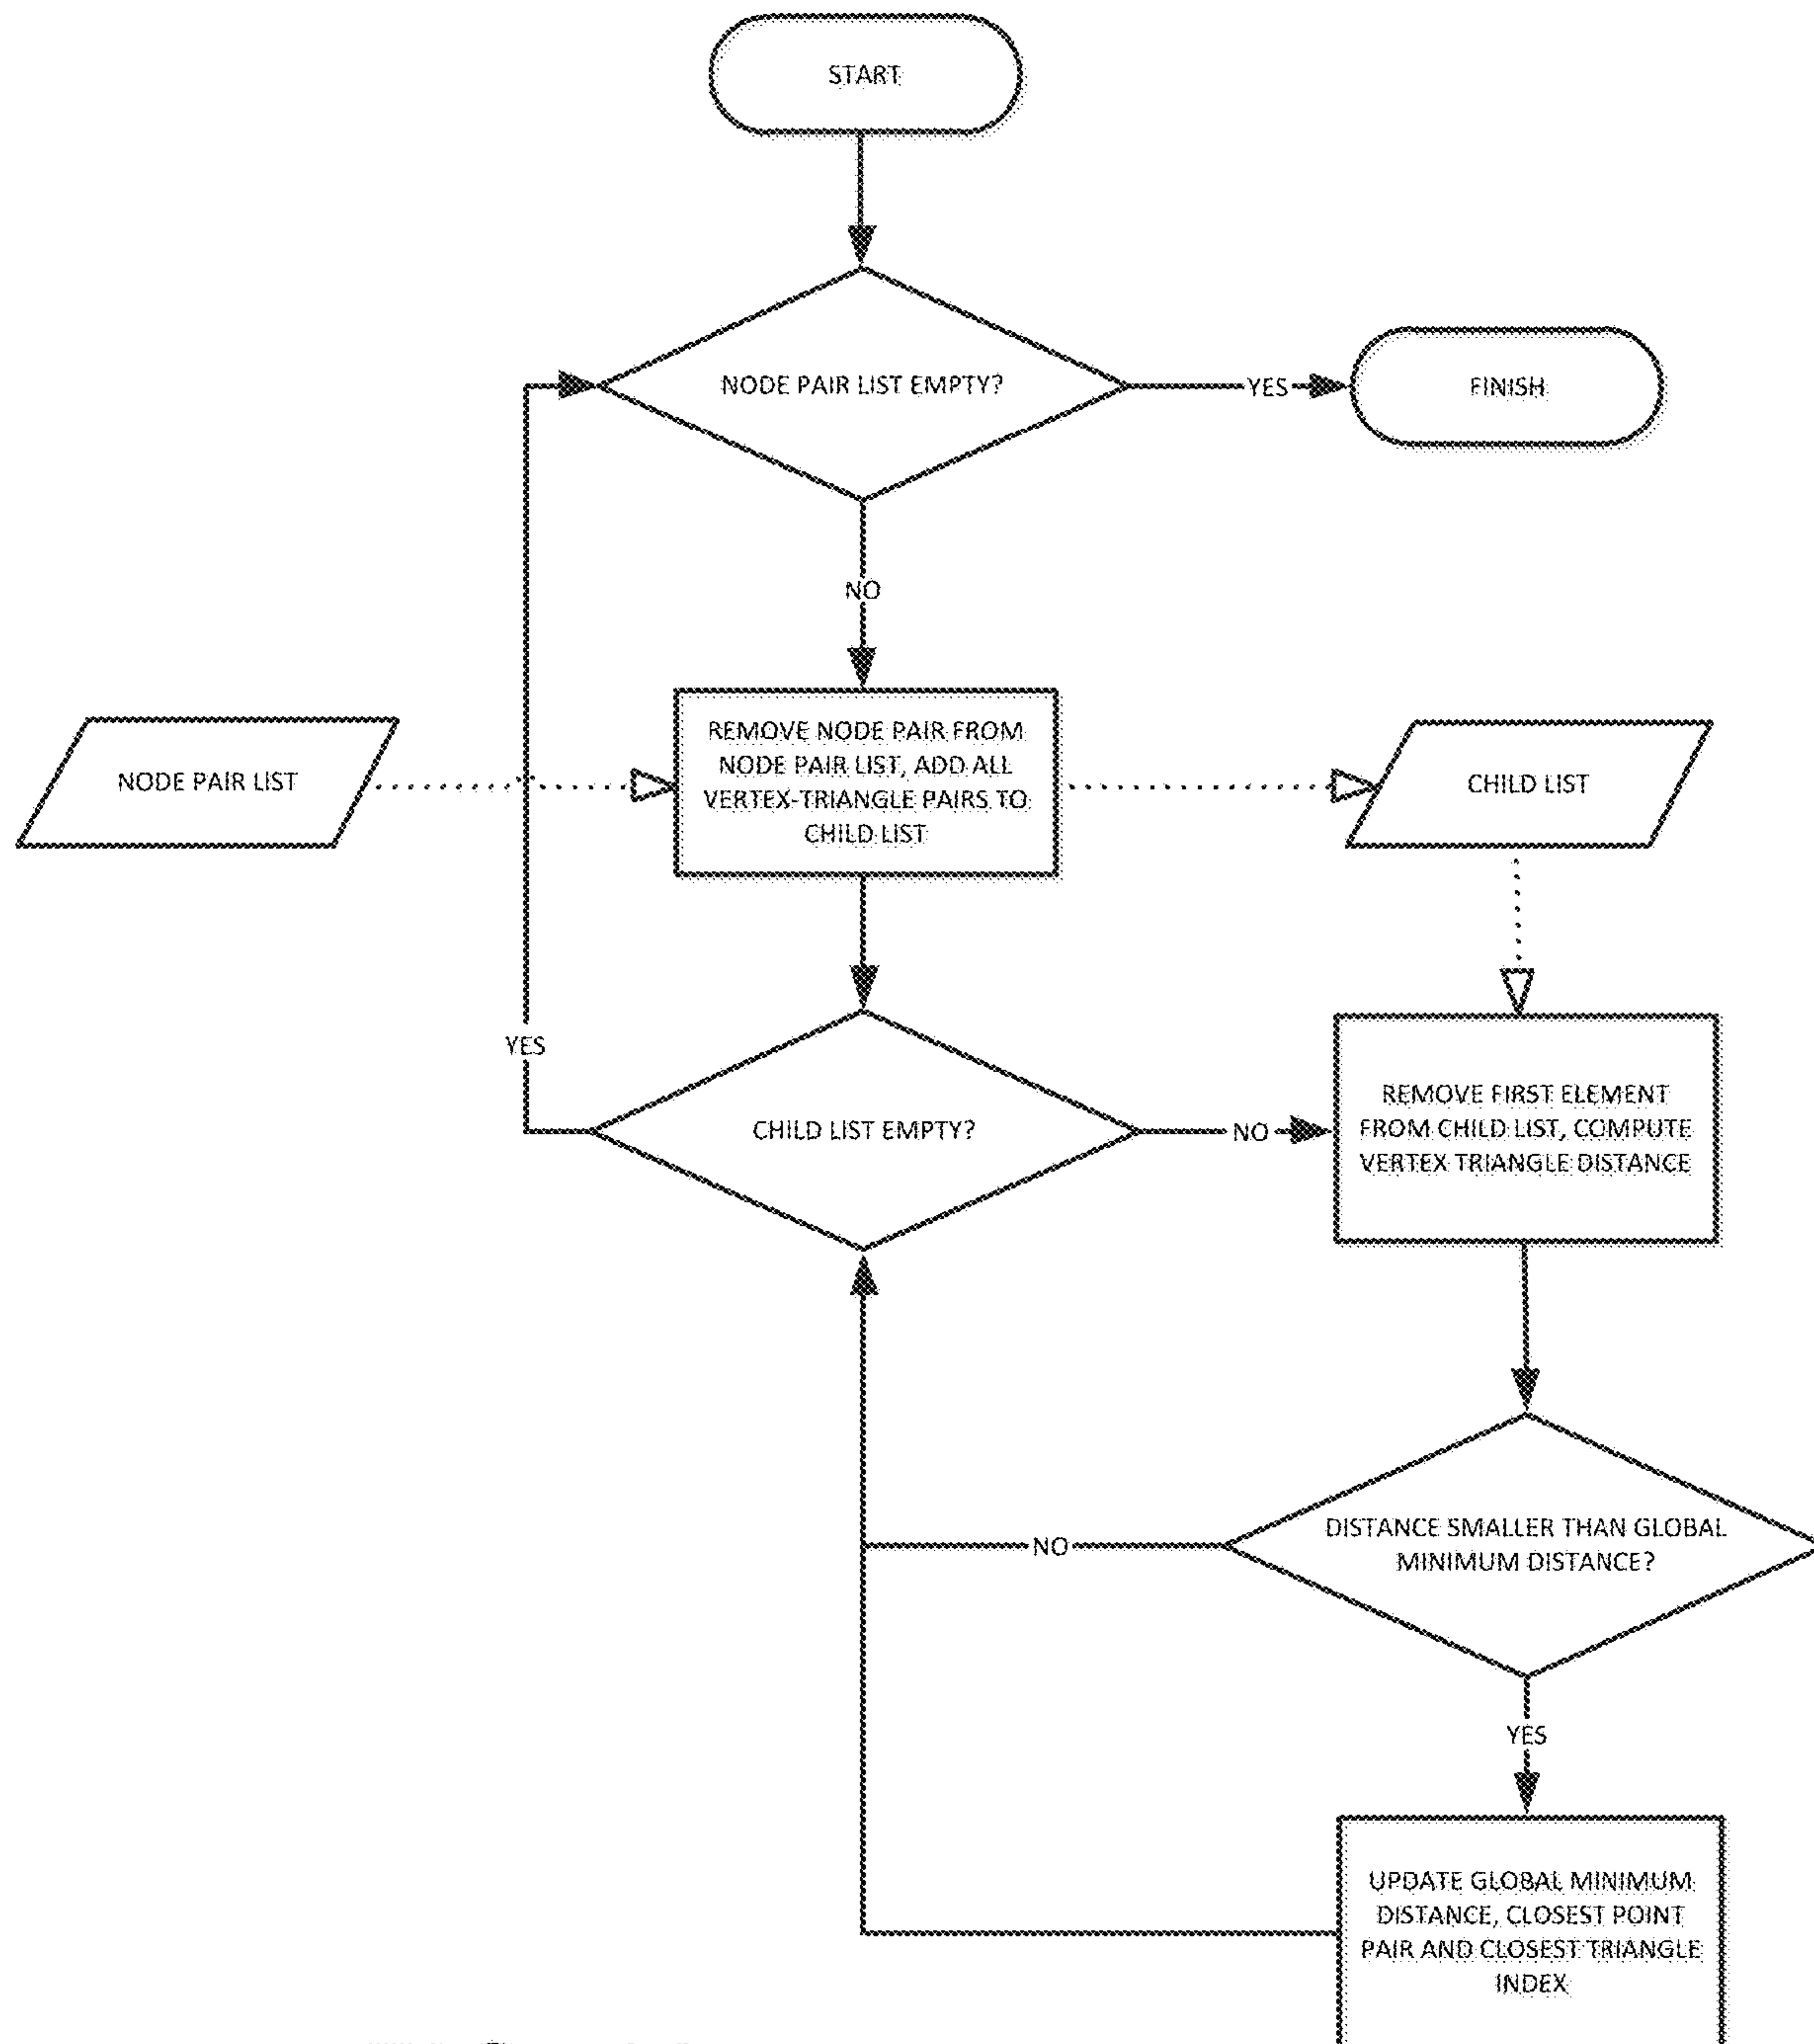 START
NODE PAIR LIST EMPTY?
YES
FINISH
NO
NODE PAIR LIST
REMOVE NODE PAIR FROM
NODE PAIR LIST, ADD ALL
VERTEX-TRIANGLE PAIRS TO
CHILD LIST
CHILD LIST
YES
CHILD LIST EMPTY?
NO
REMOVE FIRST ELEMENT
FROM CHILD LIST, COMPUTE
VERTEX TRIANGLE DISTANCE
DISTANCE SMALLER THAN GLOBAL
MINIMUM DISTANCE?
NO
YES
UPDATE GLOBAL MINIMUM
DISTANCE, CLOSEST POINT
PAIR AND CLOSEST TRIANGLE
INDEX